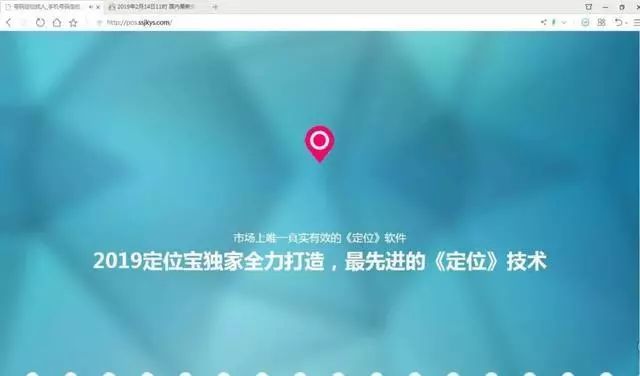 号码定位找人_手机号码定位
2019年2月14日11时 国内最新
http://pos.ssjkys.com/
市场上唯一真实有效的《定位》软件
2019定位宝独家全力打造，最先进的《定位》技术